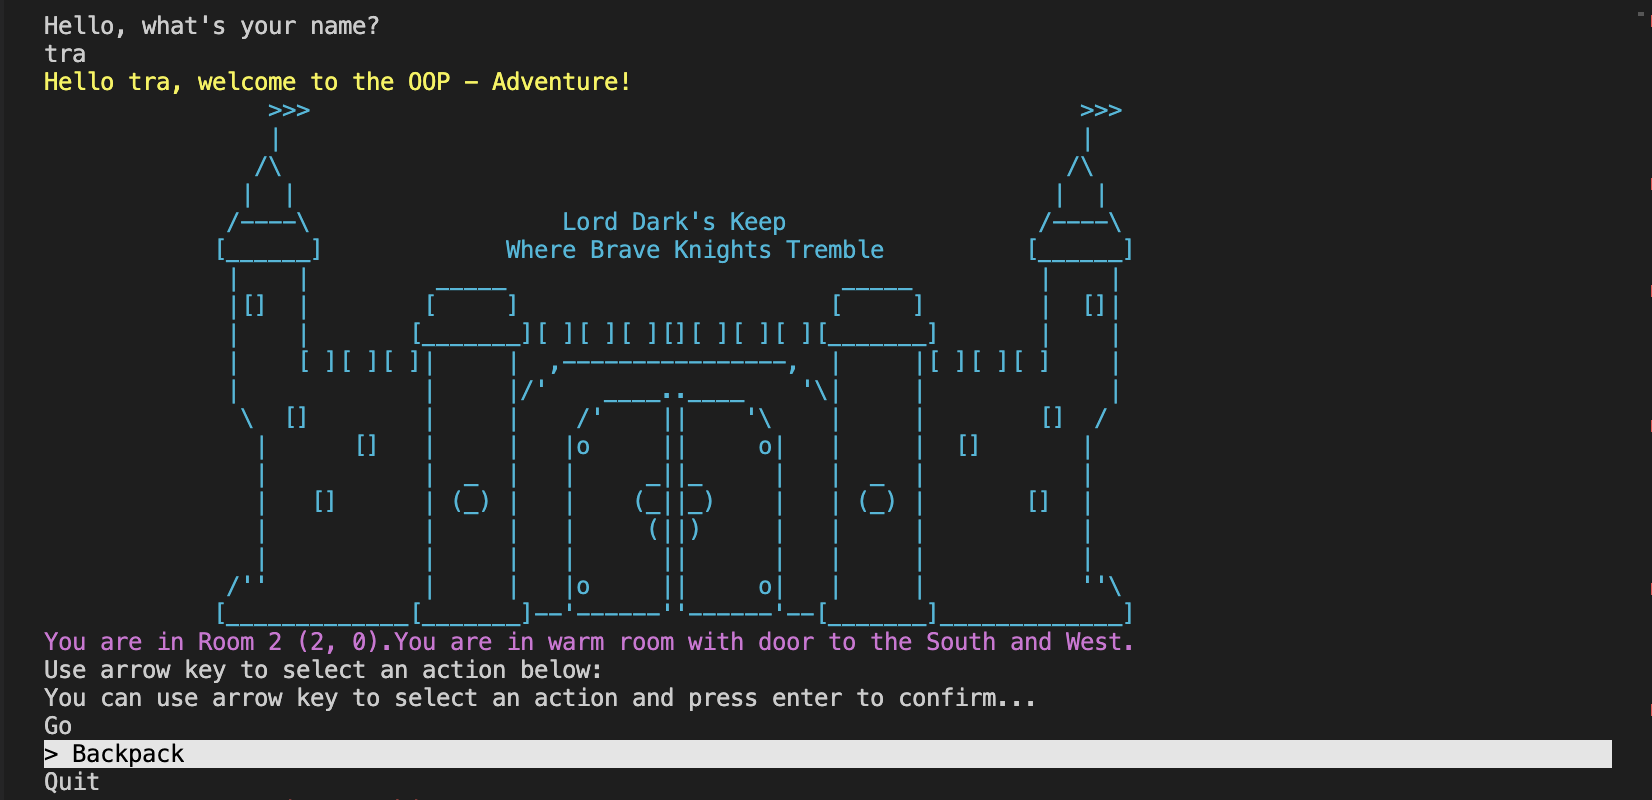 Hello, what's your name?
tra
Hello tra, welcome to the OOP - Adventure!
Lord Dark's Keep
Where Brave Knights Tremble
You are in Room 2 (2, 0).You are in warm room with door to the South and West.
Use arrow key to select an action below:
You can use arrow key to select an action and press enter to confirm...
Go
> Backpack
Quit